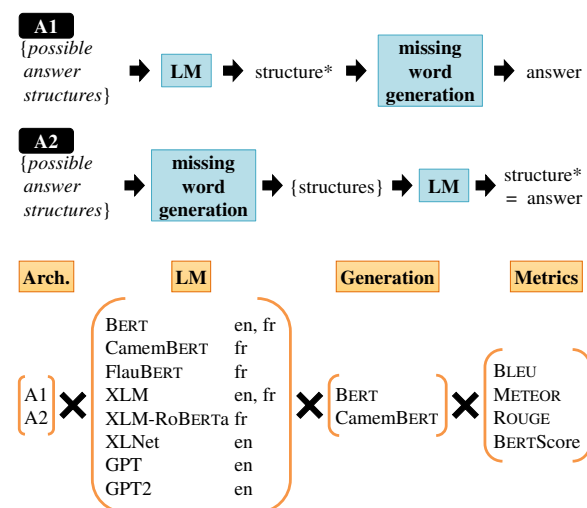 A1
{possible
answer
structures}
LM
structure*
missing
word
generation
answer
A2
{possible
answer
structures}
missing
word
generation
{structures}
LM
structure*
= answer
Arch.
LM
Generation
Metrics
A1
A2
BERT en, fr
CamemBERT fr
FlauBERT fr
XLM en, fr
XLM-RoBERTa fr
XLNet en
GPT en
GPT2 en
BERT
CamemBERT
BLEU
METEOR
ROUGE
BERTScore